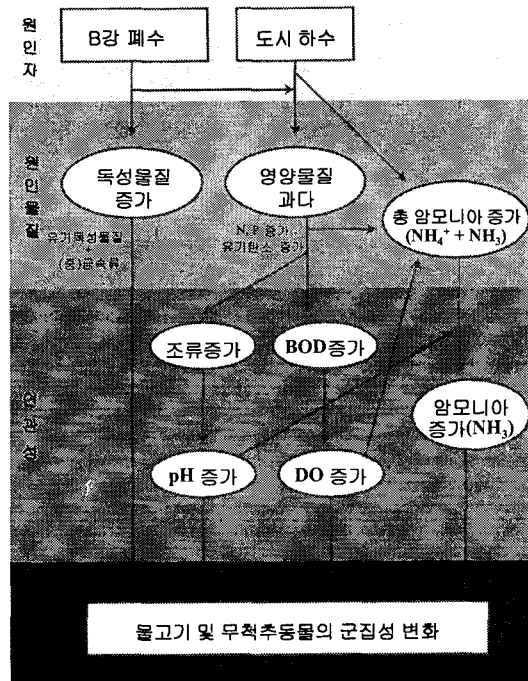 원인자
B강 폐수
도시 하수
원인물질
독성물질
증가
영양물질
과다
총 암모니아 증가
(NH₄⁺ + NH₃)
유기독성물질
+
(중)금속류
N, P 증가
유기탄소 증가
연관성
조류증가
BOD증가
암모니아
증가(NH₃)
pH 증가
DO 증가
물고기 및 무척추동물의 군집성 변화